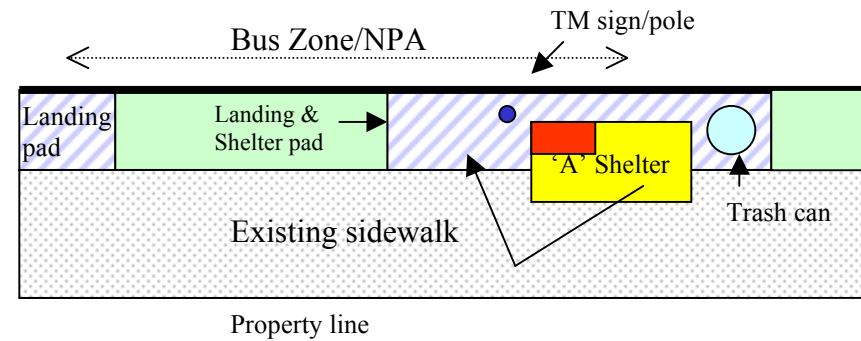 TM sign/pole
Bus Zone/NPA
Landing
pad
Landing &
Shelter pad
‘A’ Shelter
Trash can
Existing sidewalk
Property line